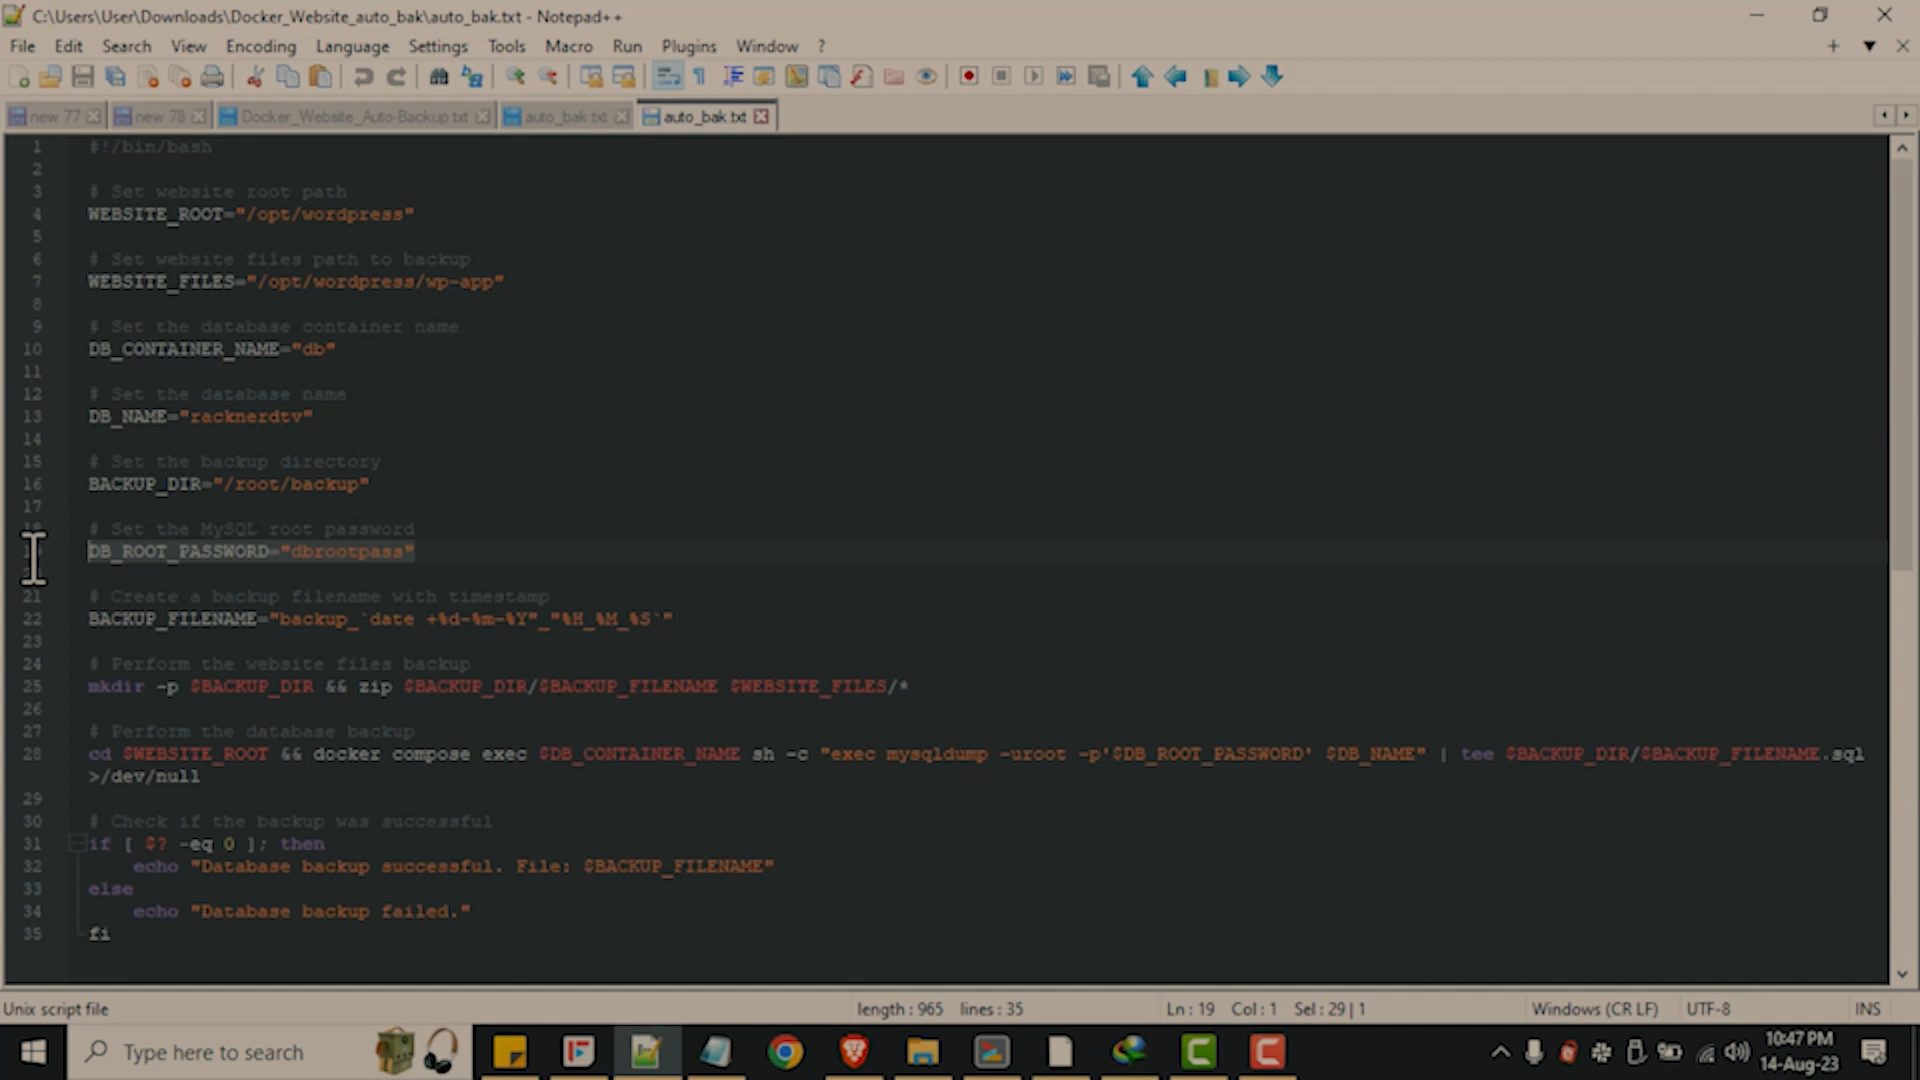 C:\Users\User\Downloads\Docker_Website_auto_bak\auto_bak.txt - Notepad++
File Edit Search View Encoding Language Settings Tools Macro Run Plugins Window ?
new 77 new 78 Docker_Website_Auto-Backup.txt auto_bak.txt auto_bak.txt
1 #!/bin/bash
2
3 # Set website root path
4 WEBSITE_ROOT="/opt/wordpress"
5
6 # Set website files path to backup
7 WEBSITE_FILES="/opt/wordpress/wp-app"
8
9 # Set the database container name
10 DB_CONTAINER_NAME="db"
11
12 # Set the database name
13 DB_NAME="racknerdtv"
14
15 # Set the backup directory
16 BACKUP_DIR="/root/backup"
17
18 # Set the MySQL root password
DB_ROOT_PASSWORD="dbrootpass"
21 # Create a backup filename with timestamp
22 BACKUP_FILENAME="backup_`date +%d-%m-%Y"_"%H_%M_%S`"
23
24 # Perform the website files backup
25 mkdir -p $BACKUP_DIR && zip $BACKUP_DIR/$BACKUP_FILENAME $WEBSITE_FILES/*
26
27 # Perform the database backup
28 cd $WEBSITE_ROOT && docker compose exec $DB_CONTAINER_NAME sh -c "exec mysqldump -uroot -p'$DB_ROOT_PASSWORD' $DB_NAME" | tee $BACKUP_DIR/$BACKUP_FILENAME.sql
>/dev/null
29
30 # Check if the backup was successful
31 if [ $? -eq 0 ]; then
32 echo "Database backup successful. File: $BACKUP_FILENAME"
33 else
34 echo "Database backup failed."
35 fi
Unix script file length : 965 lines : 35 Ln : 19 Col : 1 Sel : 29 | 1 Windows (CR LF) UTF-8 INS
Type here to search
10:47 PM
14-Aug-23